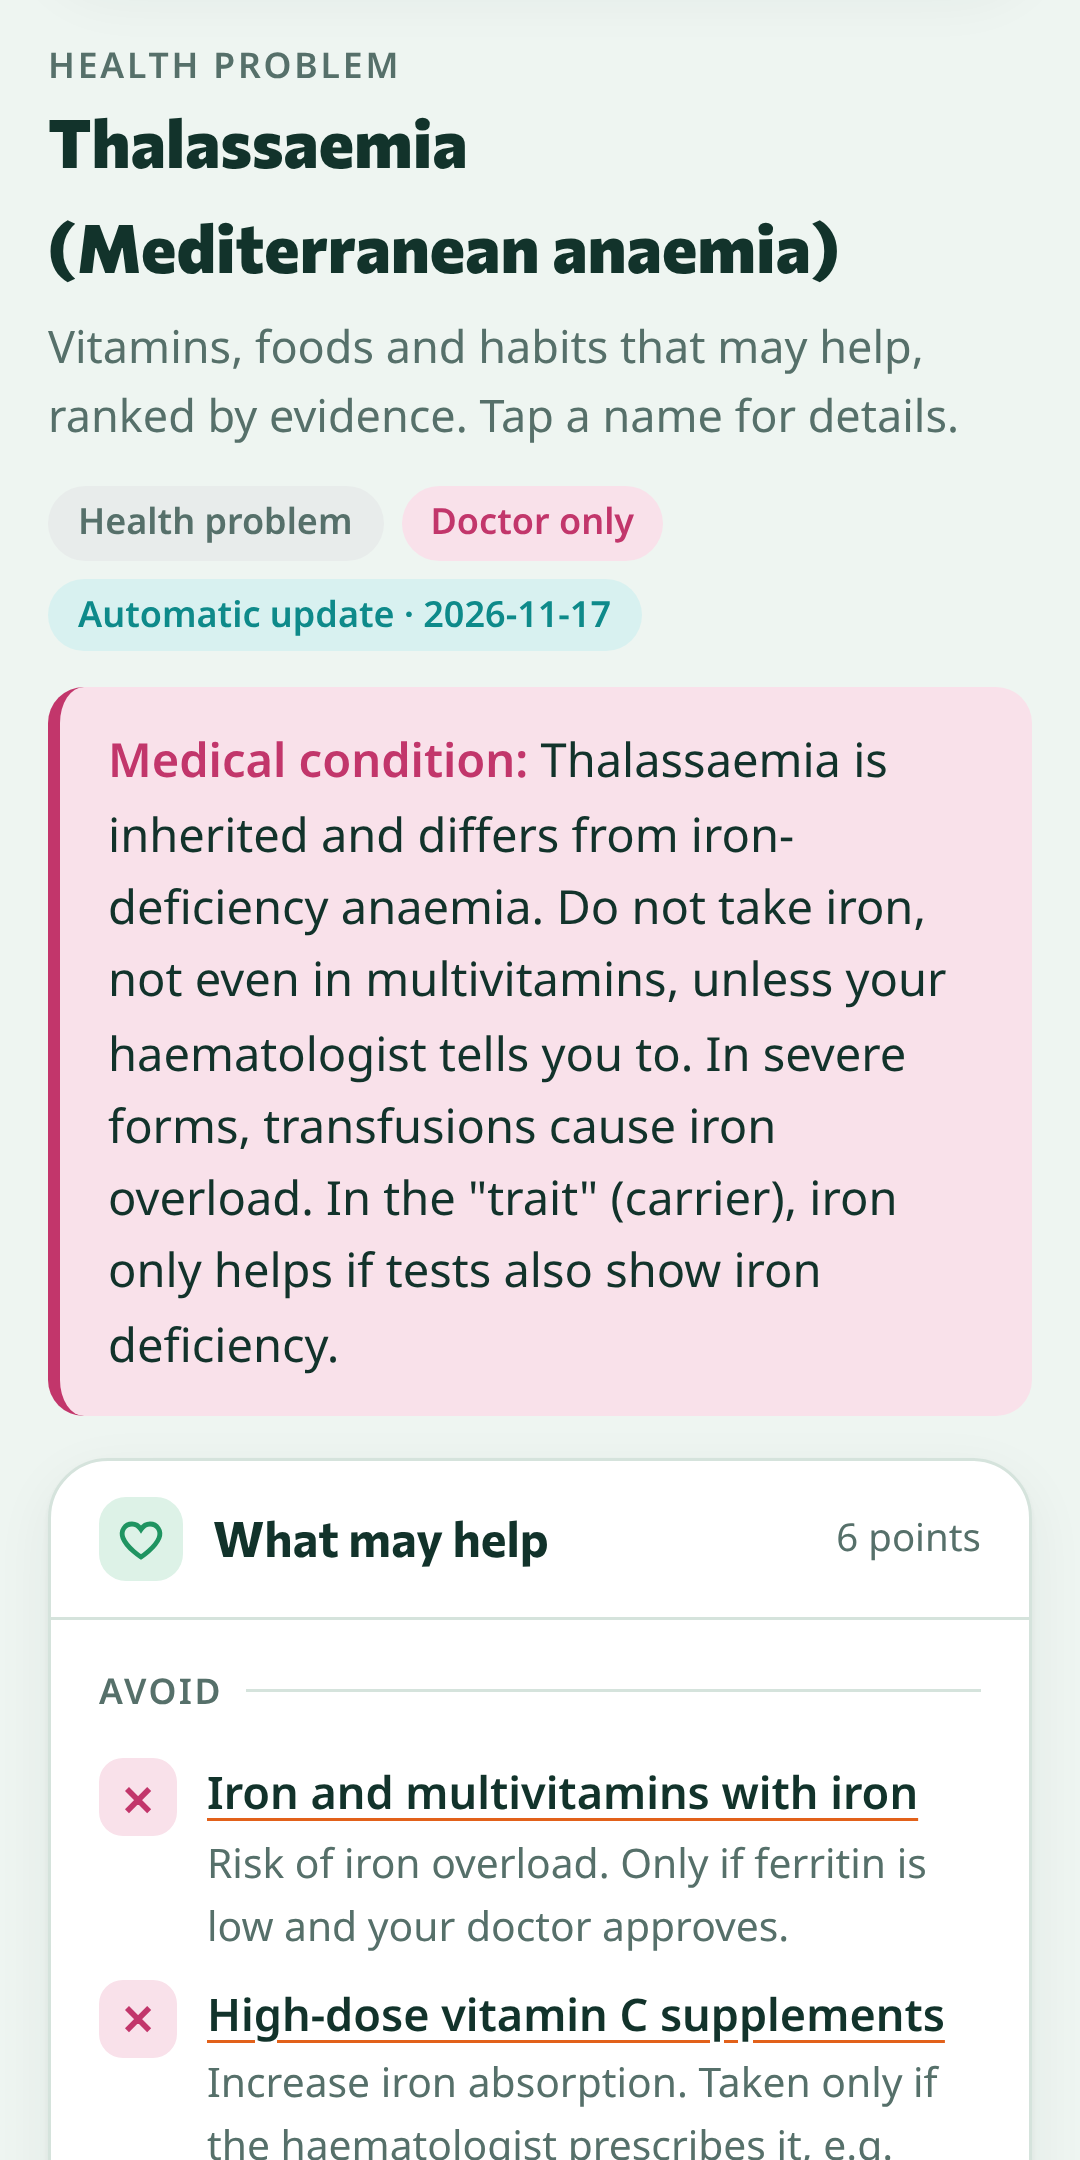 HEALTH PROBLEM
Thalassaemia
(Mediterranean anaemia)
Vitamins, foods and habits that may help,
ranked by evidence. Tap a name for details.
Health problem
Doctor only
Automatic update · 2026-11-17
Medical condition: Thalassaemia is
inherited and differs from iron-
deficiency anaemia. Do not take iron,
not even in multivitamins, unless your
haematologist tells you to. In severe
forms, transfusions cause iron
overload. In the "trait" (carrier), iron
only helps if tests also show iron
deficiency.
What may help
6 points
AVOID
Iron and multivitamins with iron
Risk of iron overload. Only if ferritin is
low and your doctor approves.
High-dose vitamin C supplements
Increase iron absorption. Taken only if
the haematologist prescribes it, e.g.